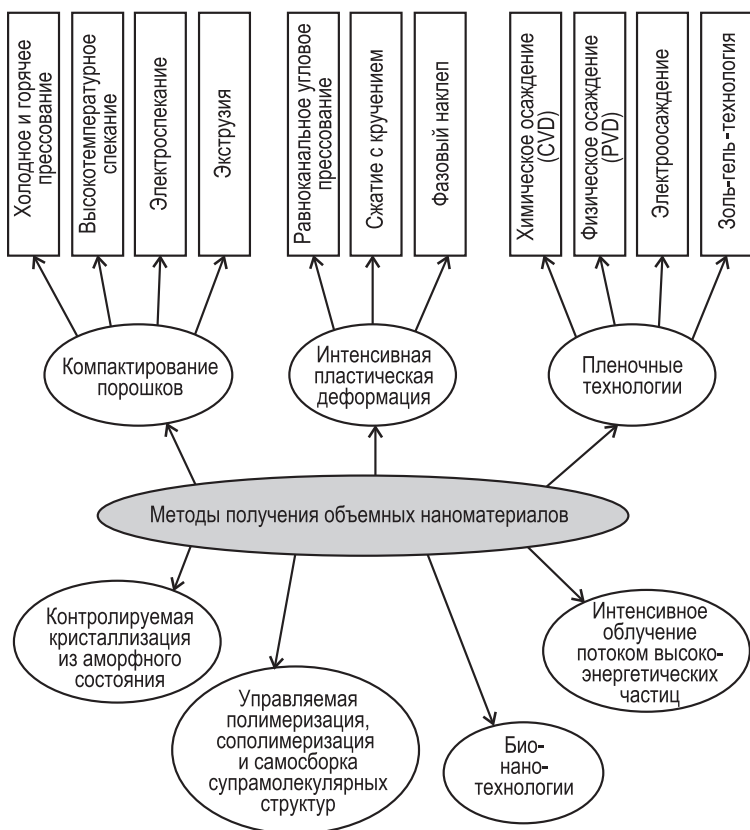 Холодное и горячее
прессование
Высокотемпературное
спекание
Электроспекание
Экструзия
Равноканальное угловое
прессование
Сжатие с кручением
Фазовый наклеп
Химическое осаждение
(CVD)
Физическое осаждение
(PVD)
Электроосаждение
Золь-гель-технология
Компактирование
порошков
Интенсивная
пластическая
деформация
Пленочные
технологии
Методы получения объемных наноматериалов
Контролируемая
кристаллизация
из аморфного
состояния
Управляемая
полимеризация,
сополимеризация
и самосборка
супрамолекулярных
структур
Био-
нано-
технологии
Интенсивное
облучение
потоком высоко-
энергетических
частиц